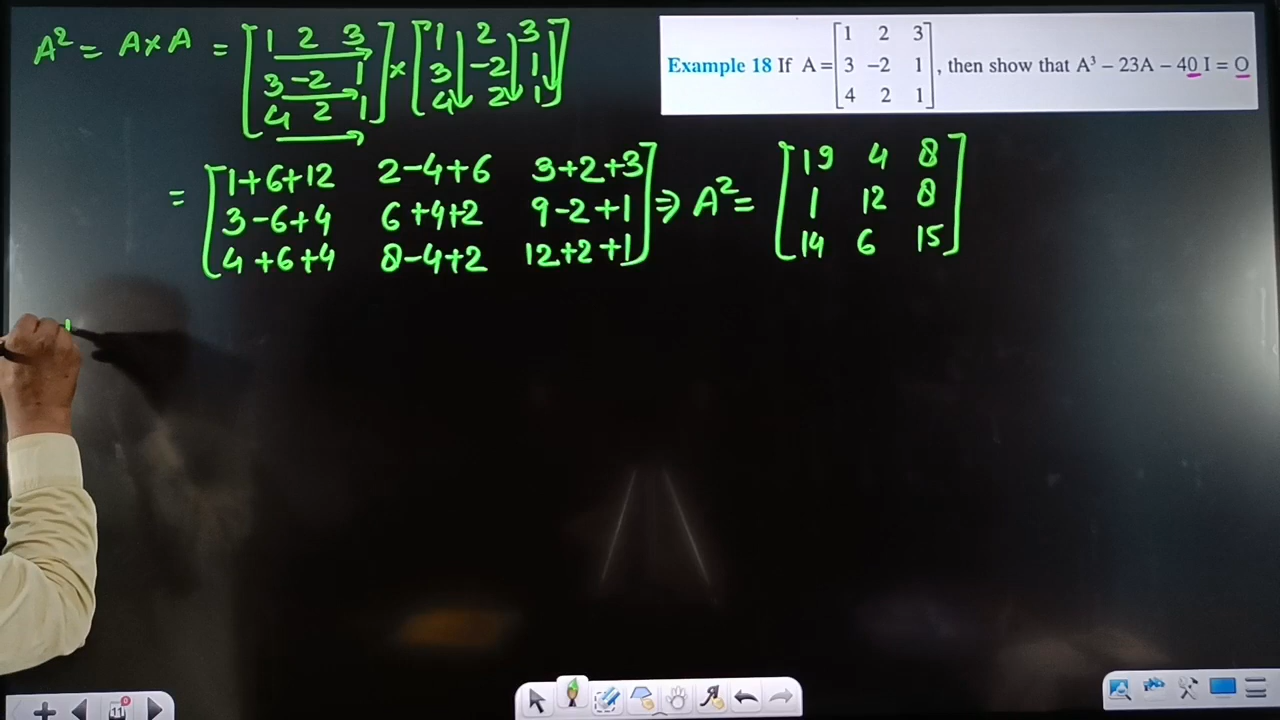 A² = A×A = [1 2 3; 3 -2 1; 4 2 1] × [1 2 3; 3 -2 1; 4 2 1]
Example 18 If A = [1 2 3; 3 –2 1; 4 2 1], then show that A³ – 23A – 40 I = O
= [1+6+12 2-4+6 3+2+3; 3-6+4 6+4+2 9-2+1; 4+6+4 8-4+2 12+2+1] ⇒ A² = [19 4 8; 1 12 8; 14 6 15]
11